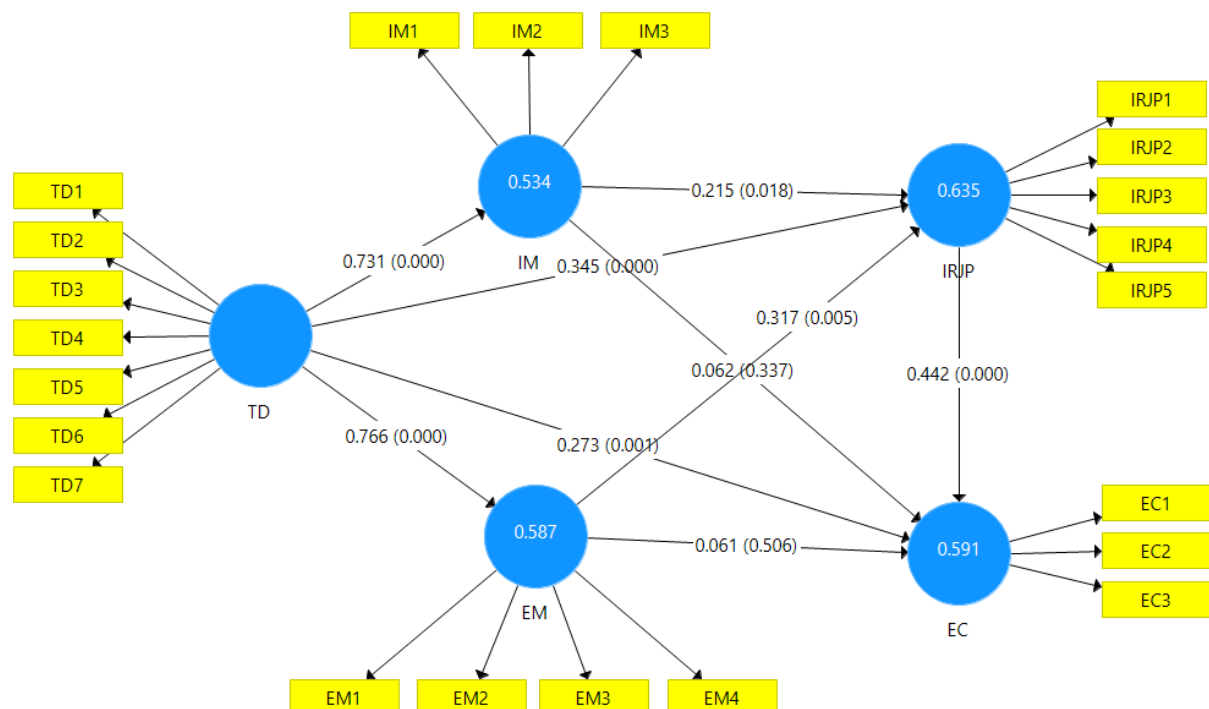 IM1 IM2 IM3
IRJP1
IRJP2
IRJP3
IRJP4
IRJP5
0.534
IM
0.635
IRJP
TD1
TD2
TD3
TD4
TD5
TD6
TD7
TD
0.215 (0.018)
0.731 (0.000)
0.345 (0.000)
0.317 (0.005)
0.062 (0.337)
0.442 (0.000)
0.766 (0.000)
0.273 (0.001)
0.061 (0.506)
0.587
EM
0.591
EC
EC1
EC2
EC3
EM1 EM2 EM3 EM4